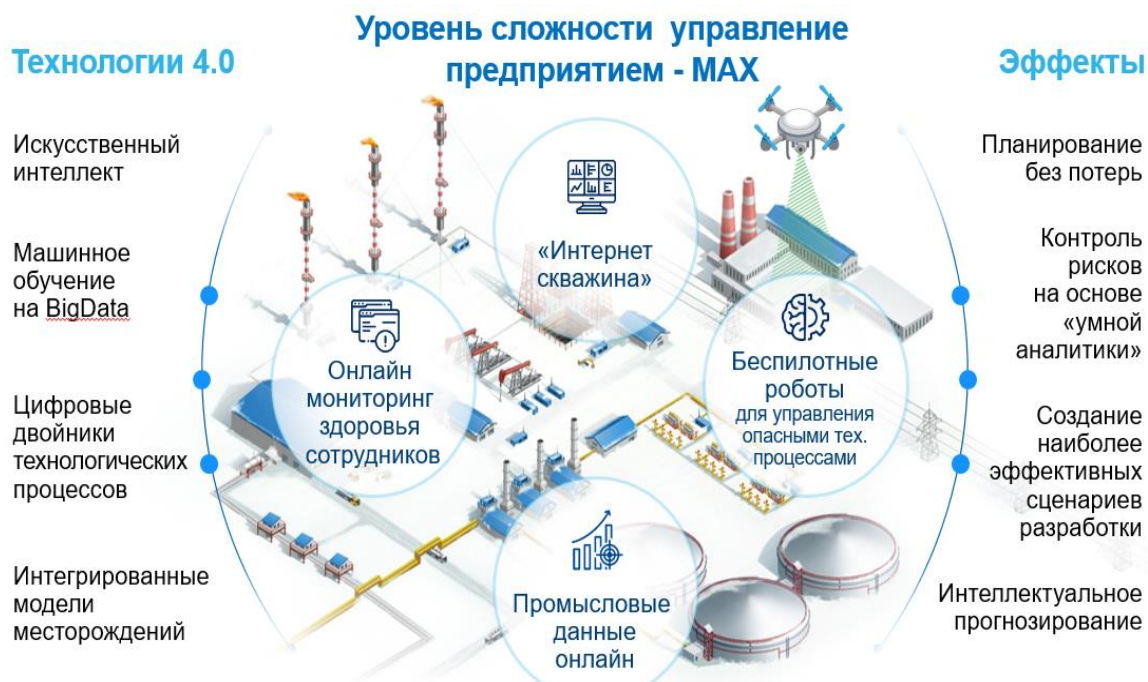 Уровень сложности управление
предприятием - MAX
Технологии 4.0
Искусственный
интеллект
Машинное
обучение
на BigData
Цифровые
двойники
технологических
процессов
Интегрированные
модели
месторождений
«Интернет
скважина»
Онлайн
мониторинг
здоровья
сотрудников
Беспилотные
роботы
для управления
опасными тех.
процессами
Промысловые
данные
онлайн
Эффекты
Планирование
без потерь
Контроль
рисков
на основе
«умной
аналитики»
Создание
наиболее
эффективных
сценариев
разработки
Интеллектуальное
прогнозирование